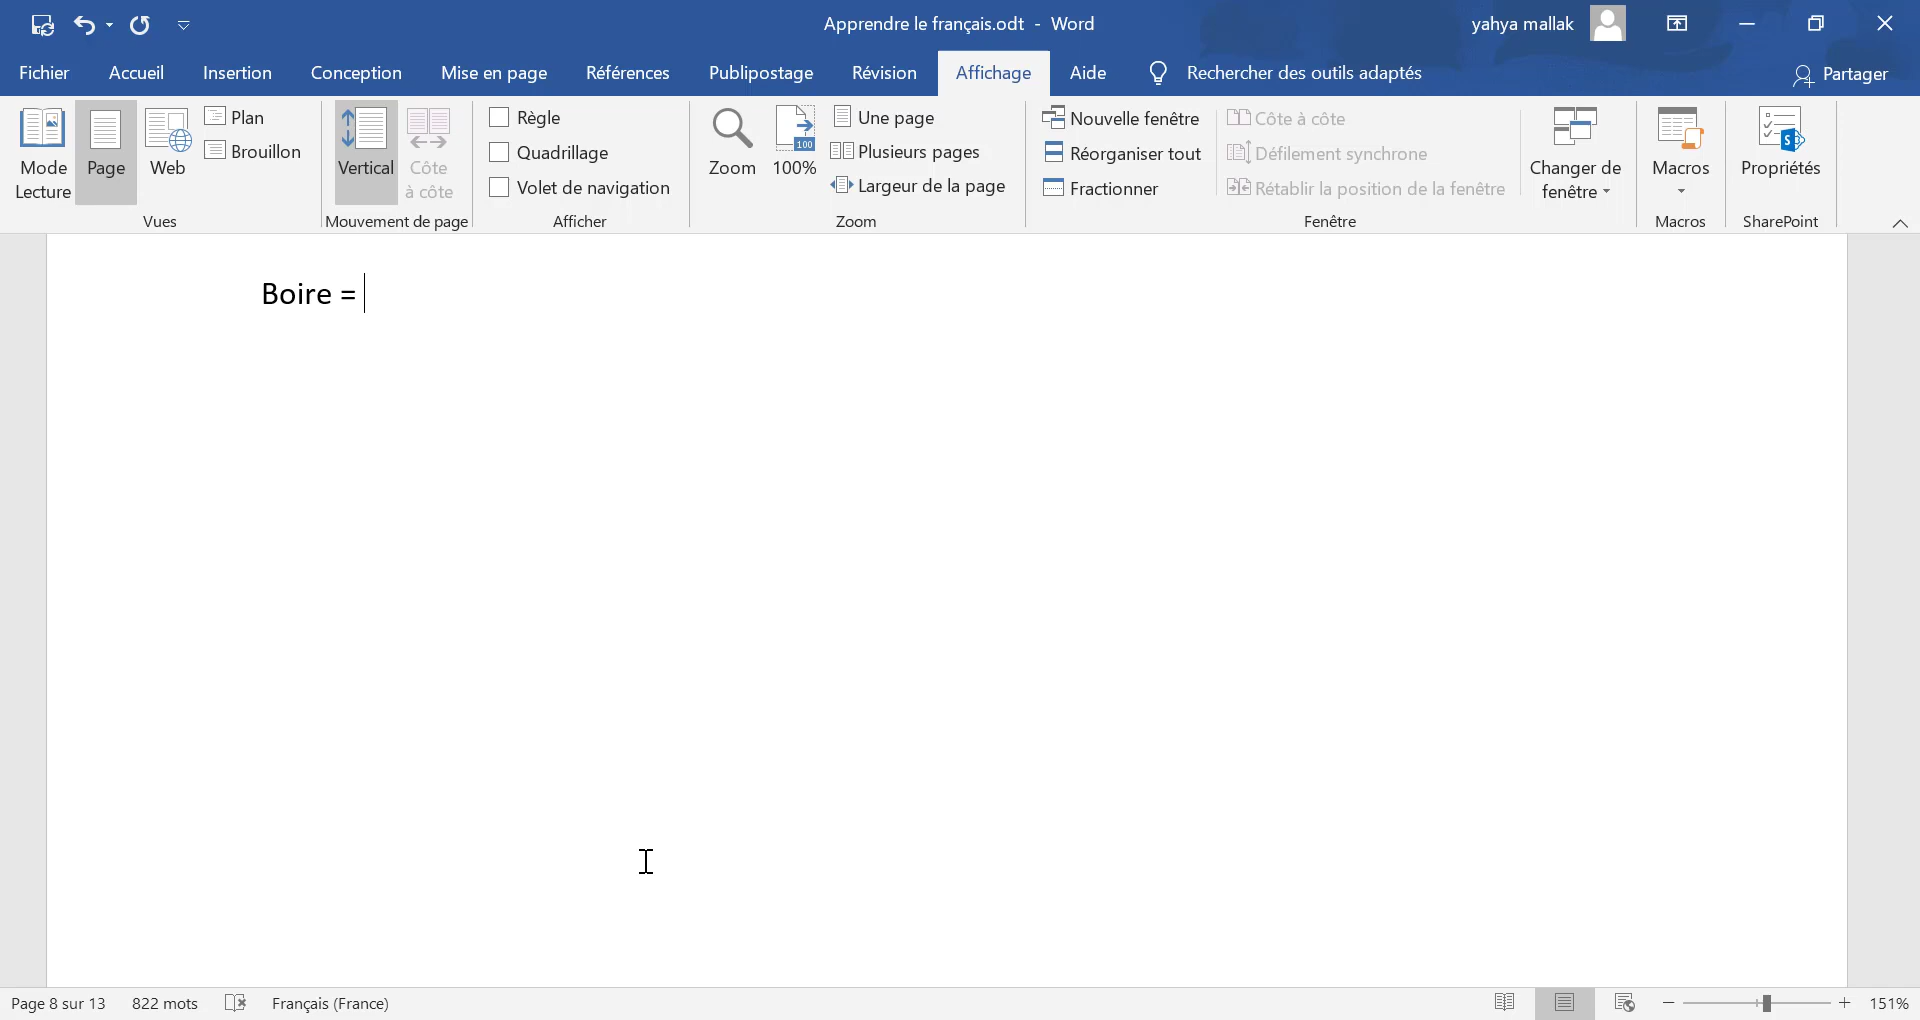 Apprendre le français.odt - Word
yahya mallak
Fichier Accueil Insertion Conception Mise en page Références Publipostage Révision Affichage Aide Rechercher des outils adaptés Partager
Mode Lecture
Page
Web
Plan
Brouillon
Vues
Vertical
Côte à côte
Mouvement de page
Règle
Quadrillage
Volet de navigation
Afficher
Zoom
100
100%
Une page
Plusieurs pages
Largeur de la page
Zoom
Nouvelle fenêtre
Réorganiser tout
Fractionner
Côte à côte
Défilement synchrone
Rétablir la position de la fenêtre
Changer de fenêtre
Fenêtre
Macros
Macros
S
Propriétés
SharePoint
Boire =
Page 8 sur 13 822 mots Français (France) 151%